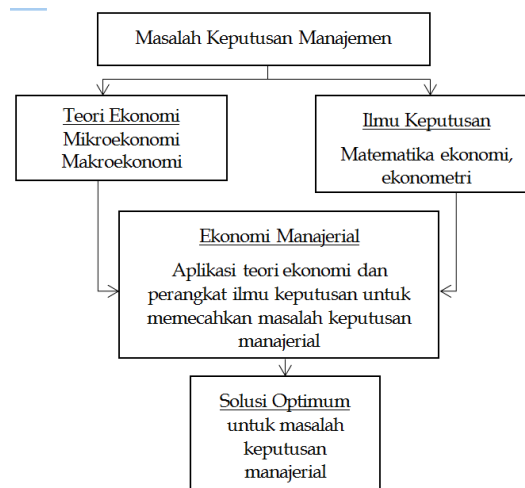 Masalah Keputusan Manajemen
Teori Ekonomi
Mikroekonomi
Makroekonomi
Ilmu Keputusan
Matematika ekonomi,
ekonometri
Ekonomi Manajerial
Aplikasi teori ekonomi dan
perangkat ilmu keputusan untuk
memecahkan masalah keputusan
manajerial
Solusi Optimum
untuk masalah
keputusan
manajerial